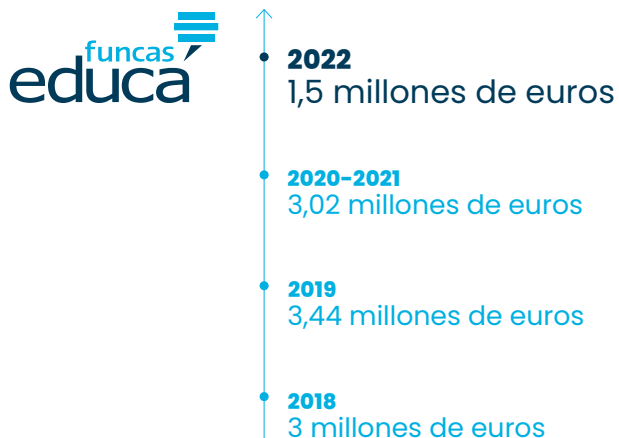 funcas
educa
2022
1,5 millones de euros
2020-2021
3,02 millones de euros
2019
3,44 millones de euros
2018
3 millones de euros